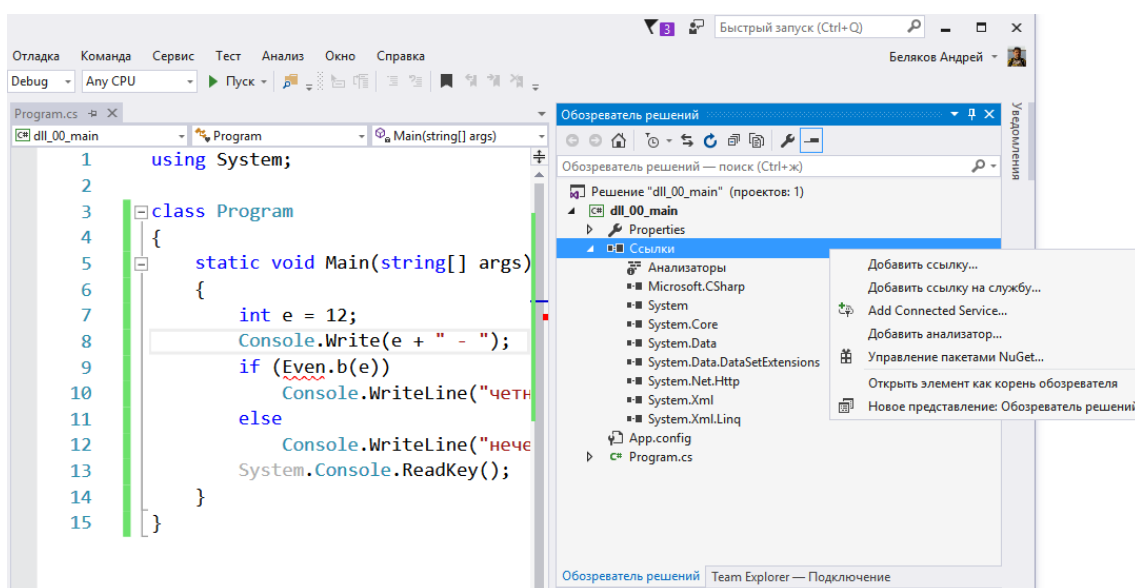 3 Быстрый запуск (Ctrl+Q)
Отладка Команда Сервис Тест Анализ Окно Справка Беляков Андрей
Debug Any CPU Пуск
Program.cs
dll_00_main Program Main(string[] args)
1 using System;
2
3 class Program
4 {
5 static void Main(string[] args)
6 {
7 int e = 12;
8 Console.Write(e + " - ");
9 if (Even.b(e))
10 Console.WriteLine("четн
11 else
12 Console.WriteLine("нече
13 System.Console.ReadKey();
14 }
15 }
Обозреватель решений
Обозреватель решений — поиск (Ctrl+ж)
Решение "dll_00_main" (проектов: 1)
C# dll_00_main
Properties
Ссылки
Анализаторы
Microsoft.CSharp
System
System.Core
System.Data
System.Data.DataSetExtensions
System.Net.Http
System.Xml
System.Xml.Linq
App.config
C# Program.cs
Добавить ссылку...
Добавить ссылку на службу...
Add Connected Service...
Добавить анализатор...
Управление пакетами NuGet...
Открыть элемент как корень обозревателя
Новое представление: Обозреватель решений
Обозреватель решений Team Explorer — Подключение
Уведомления